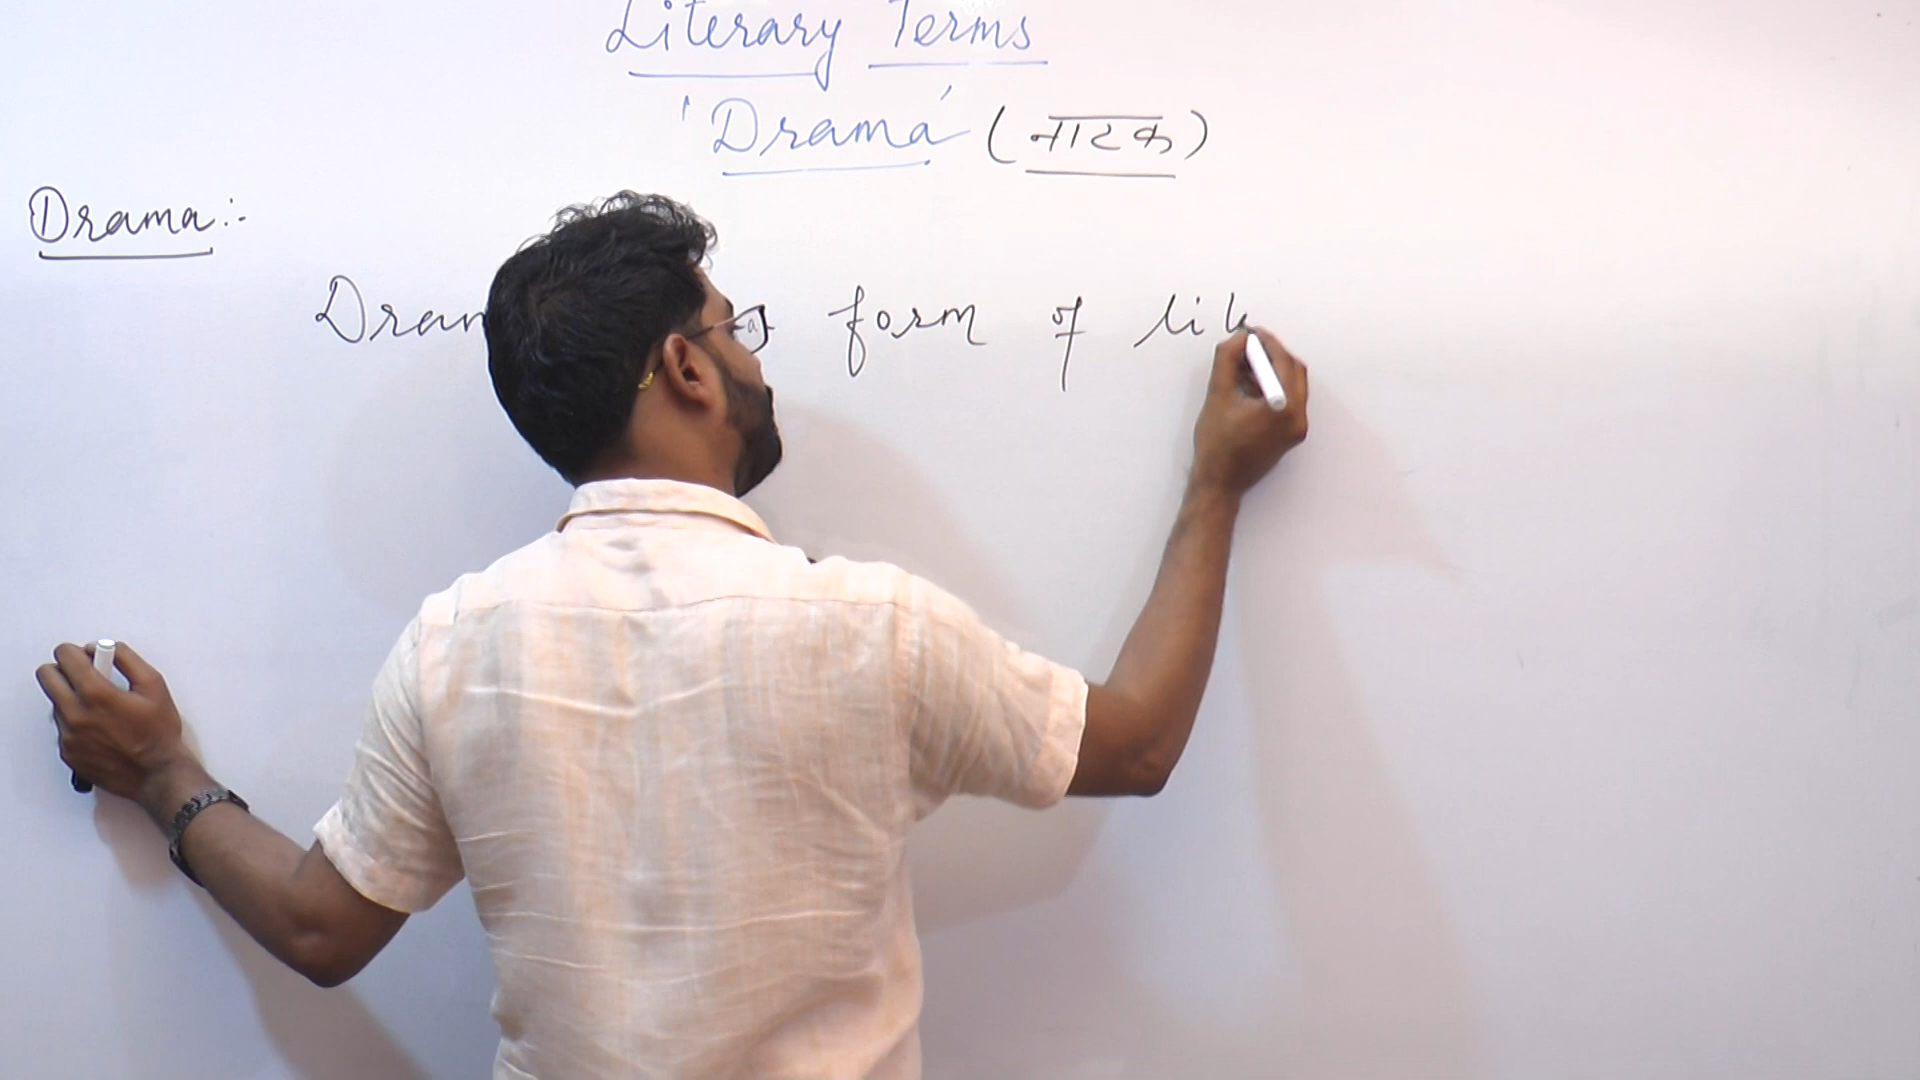 Literary Terms
'Drama' (नाटक)
Drama:-
a form of